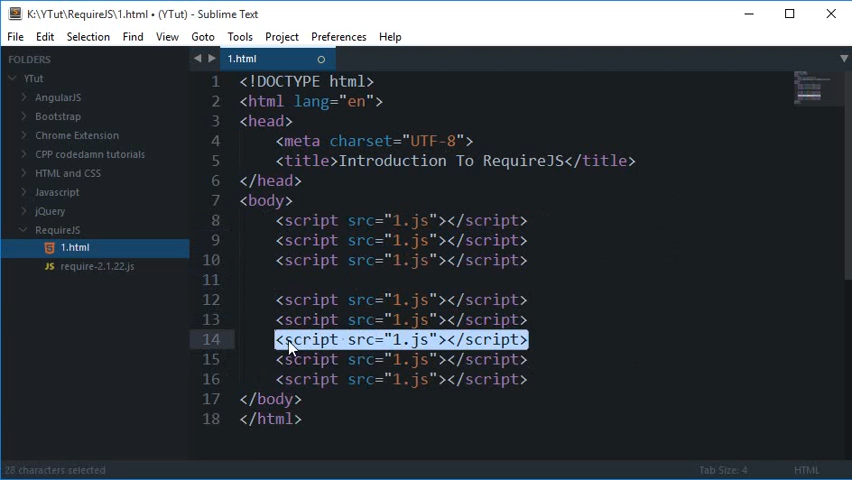 K:\YTut\RequireJS\1.html • (YTut) - Sublime Text
File Edit Selection Find View Goto Tools Project Preferences Help
FOLDERS
YTut
AngularJS
Bootstrap
Chrome Extension
CPP codedamn tutorials
HTML and CSS
Javascript
jQuery
RequireJS
1.html
JS require-2.1.22.js
1.html
1 <!DOCTYPE html>
2 <html lang="en">
3 <head>
4 <meta charset="UTF-8">
5 <title>Introduction To RequireJS</title>
6 </head>
7 <body>
8 <script src="1.js"></script>
9 <script src="1.js"></script>
10 <script src="1.js"></script>
11
12 <script src="1.js"></script>
13 <script src="1.js"></script>
14 <script src="1.js"></script>
15 <script src="1.js"></script>
16 <script src="1.js"></script>
17 </body>
18 </html>
28 characters selected Tab Size: 4 HTML